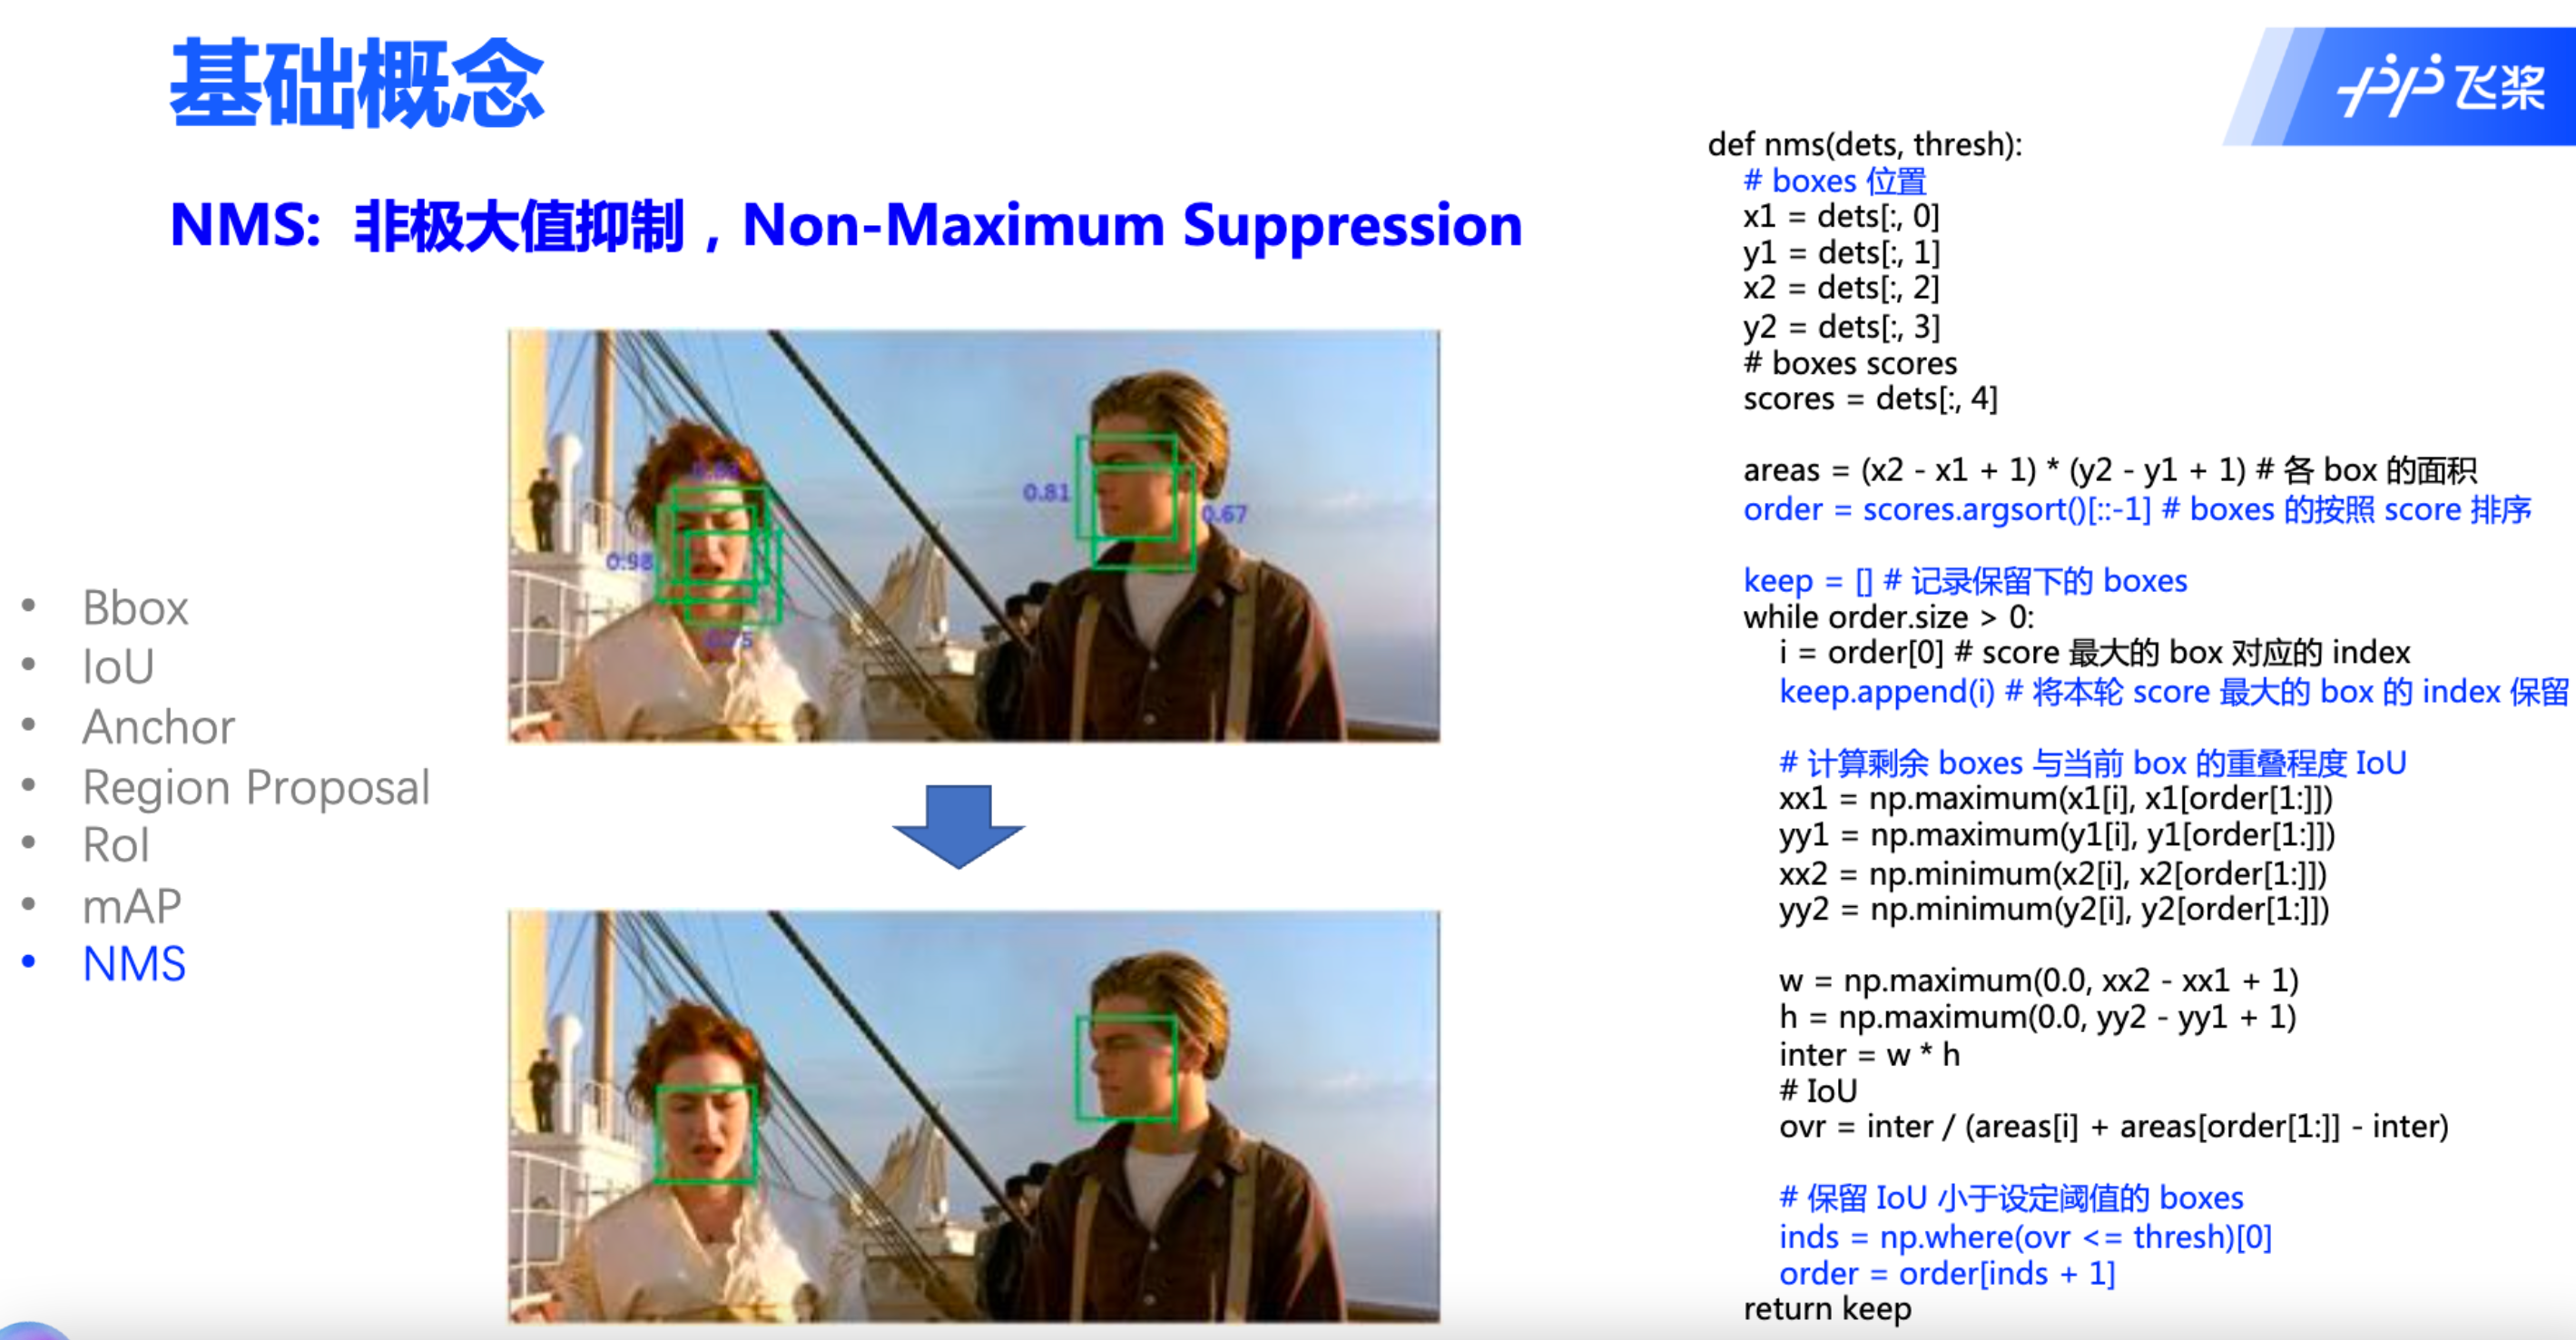 基础概念
飞桨
NMS: 非极大值抑制，Non-Maximum Suppression
• Bbox
• IoU
• Anchor
• Region Proposal
• RoI
• mAP
• NMS
0.98
0.81
0.67
def nms(dets, thresh):
# boxes 位置
x1 = dets[:, 0]
y1 = dets[:, 1]
x2 = dets[:, 2]
y2 = dets[:, 3]
# boxes scores
scores = dets[:, 4]
areas = (x2 - x1 + 1) * (y2 - y1 + 1) # 各 box 的面积
order = scores.argsort()[::-1] # boxes 的按照 score 排序
keep = [] # 记录保留下的 boxes
while order.size > 0:
i = order[0] # score 最大的 box 对应的 index
keep.append(i) # 将本轮 score 最大的 box 的 index 保留
# 计算剩余 boxes 与当前 box 的重叠程度 IoU
xx1 = np.maximum(x1[i], x1[order[1:]])
yy1 = np.maximum(y1[i], y1[order[1:]])
xx2 = np.minimum(x2[i], x2[order[1:]])
yy2 = np.minimum(y2[i], y2[order[1:]])
w = np.maximum(0.0, xx2 - xx1 + 1)
h = np.maximum(0.0, yy2 - yy1 + 1)
inter = w * h
# IoU
ovr = inter / (areas[i] + areas[order[1:]] - inter)
# 保留 IoU 小于设定阈值的 boxes
inds = np.where(ovr <= thresh)[0]
order = order[inds + 1]
return keep